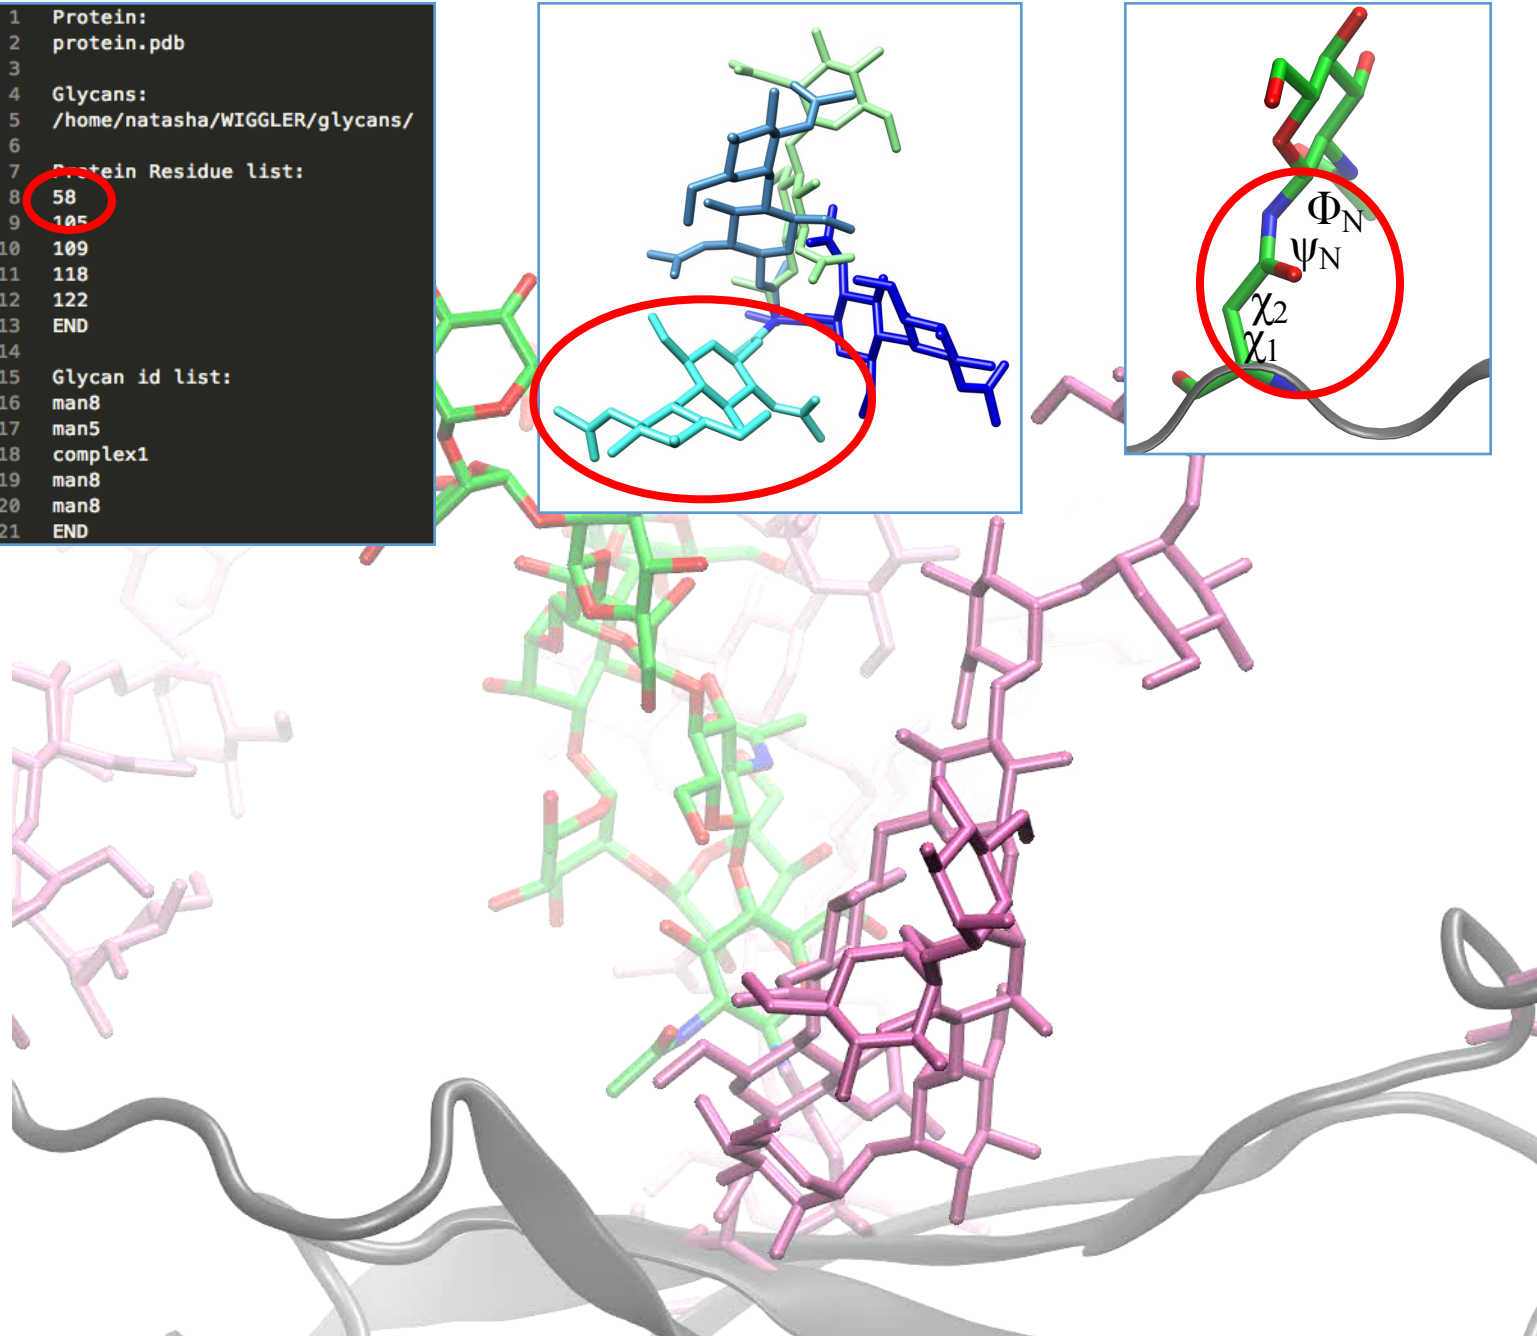 1 Protein:
2 protein.pdb
3
4 Glycans:
5 /home/natasha/WIGGLER/glycans/
6
7 Protein Residue list:
8 58
9 105
10 109
11 118
12 122
13 END
14
15 Glycan id list:
16 man8
17 man5
18 complex1
19 man8
20 man8
21 END
ΦN
ψN
χ2
χ1